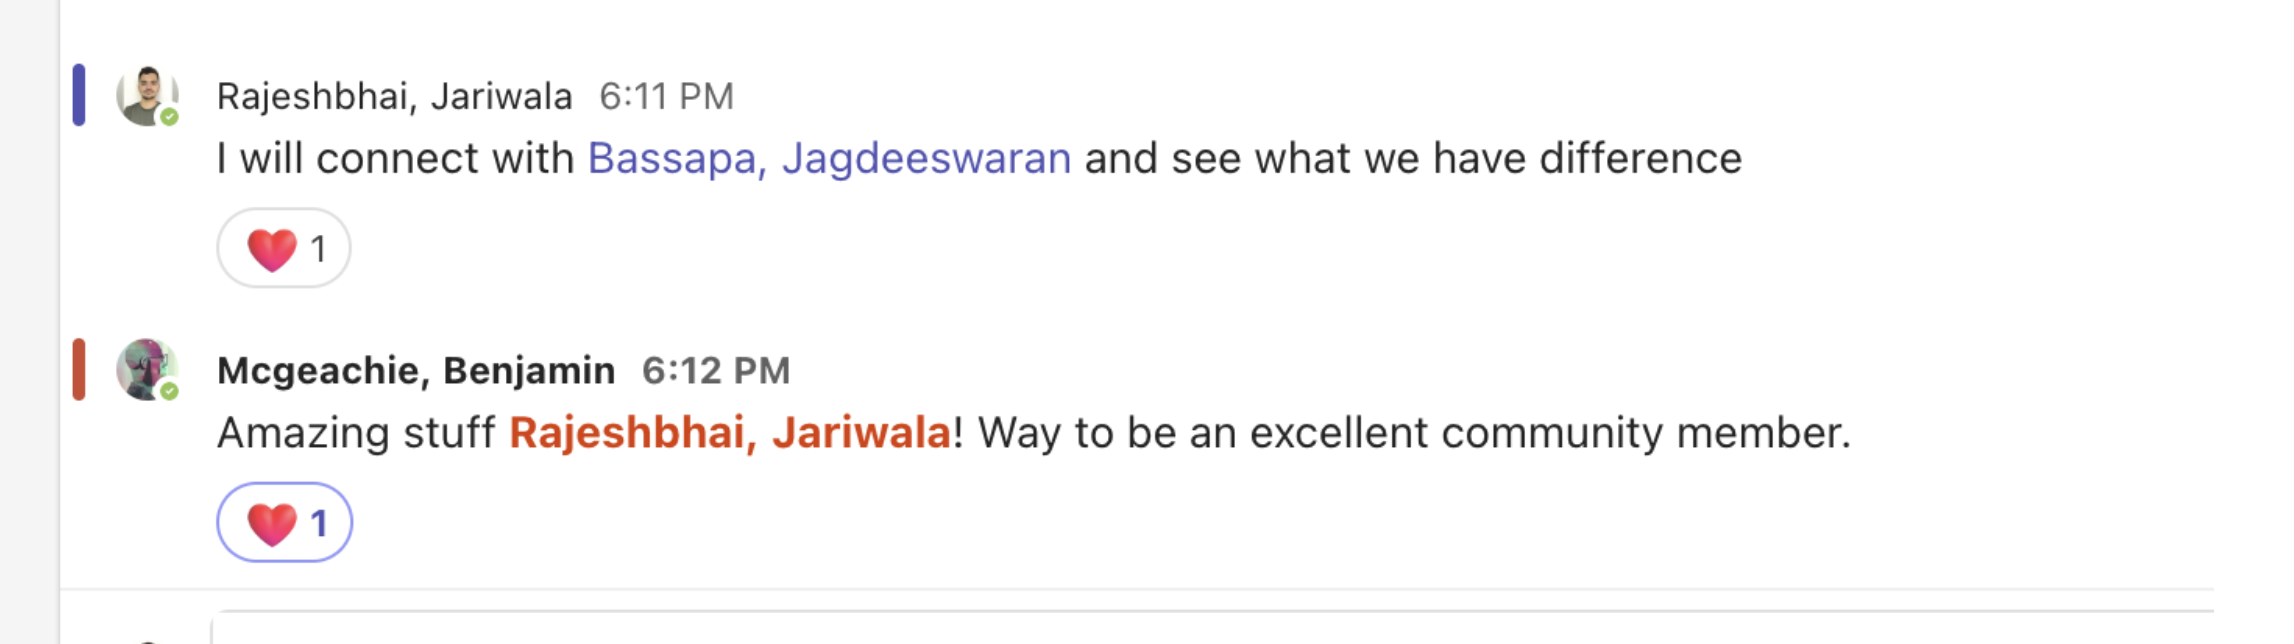 Rajeshbhai, Jariwala 6:11 PM
I will connect with Bassapa, Jagdeeswaran and see what we have difference
❤️ 1
Mcgeachie, Benjamin 6:12 PM
Amazing stuff Rajeshbhai, Jariwala! Way to be an excellent community member.
❤️ 1